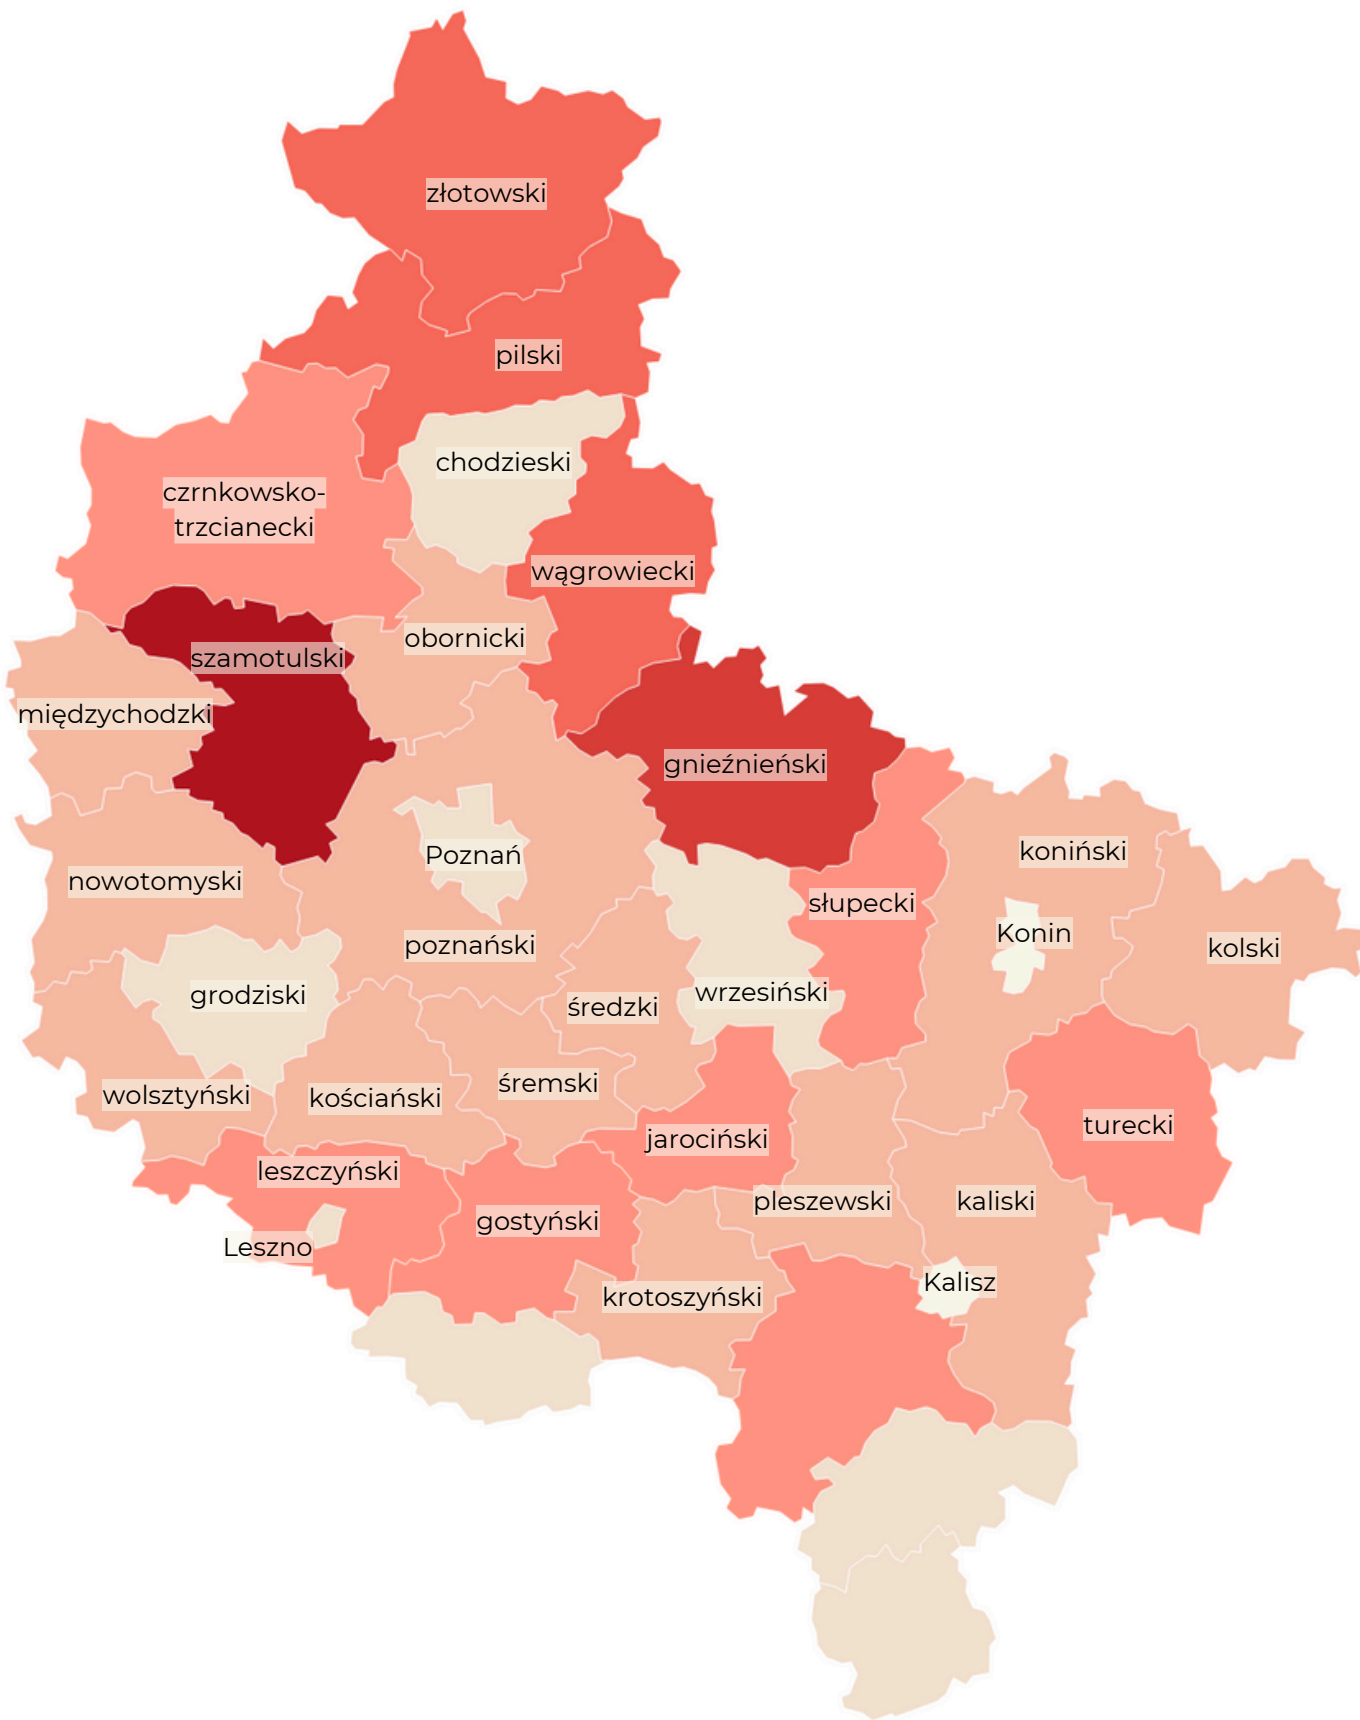 złotowski
pilski
chodzieski
czrnkowsko-
trzcianecki
wągrowiecki
obornicki
szamotulski
międzychodzki
gnieźnieński
Poznań
koniński
nowotomyski
słupecki
Konin
poznański
kolski
grodziski
wrzesiński
średzki
śremski
wolsztyński
kościański
turecki
jarociński
leszczyński
pleszewski
kaliski
gostyński
Leszno
Kalisz
krotoszyński